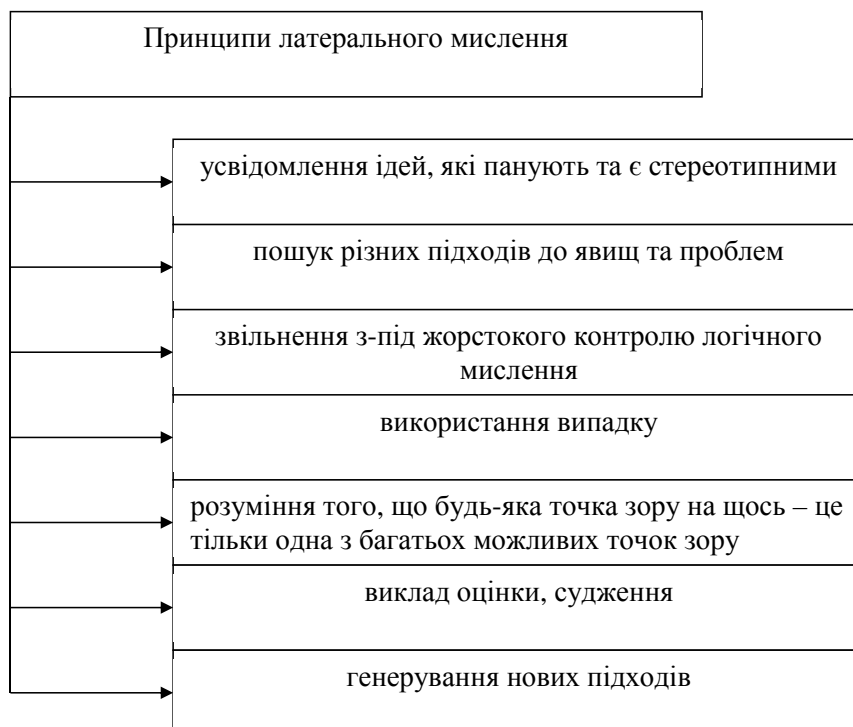 Принципи латерального мислення
усвідомлення ідей, які панують та є стереотипними
пошук різних підходів до явищ та проблем
звільнення з-під жорстокого контролю логічного
мислення
використання випадку
розуміння того, що будь-яка точка зору на щось – це
тільки одна з багатьох можливих точок зору
виклад оцінки, судження
генерування нових підходів